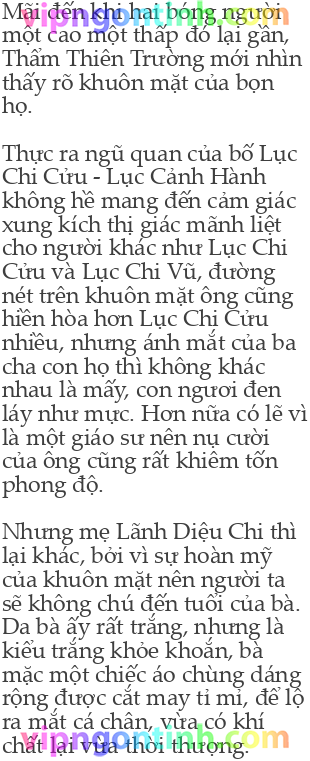 Mãi đến khi hai bóng người
một cao một thấp đó lại gần,
Thẩm Thiên Trường mới nhìn
thấy rõ khuôn mặt của bọn
họ.
Thực ra ngũ quan của bố Lục
Chi Cửu - Lục Cảnh Hành
không hề mang đến cảm giác
xung kích thị giác mãnh liệt
cho người khác như Lục Chi
Cửu và Lục Chi Vũ, đường
nét trên khuôn mặt ông cũng
hiền hòa hơn Lục Chi Cửu
nhiều, nhưng ánh mắt của ba
cha con họ thì không khác
nhau là mấy, con ngươi đen
láy như mực. Hơn nữa có lẽ vì
là một giáo sư nên nụ cười
của ông cũng rất khiêm tốn
phong độ.
Nhưng mẹ Lãnh Diệu Chi thì
lại khác, bởi vì sự hoàn mỹ
của khuôn mặt nên người ta
sẽ không chú đến tuổi của bà.
Da bà ấy rất trắng, nhưng là
kiểu trắng khỏe khoắn, bà
mặc một chiếc áo chùng dáng
rộng được cắt may tỉ mỉ, để lộ
ra mắt cá chân, vừa có khí
chất lại vừa thời thượng.
vipngontinh.com
vipngontinh.com